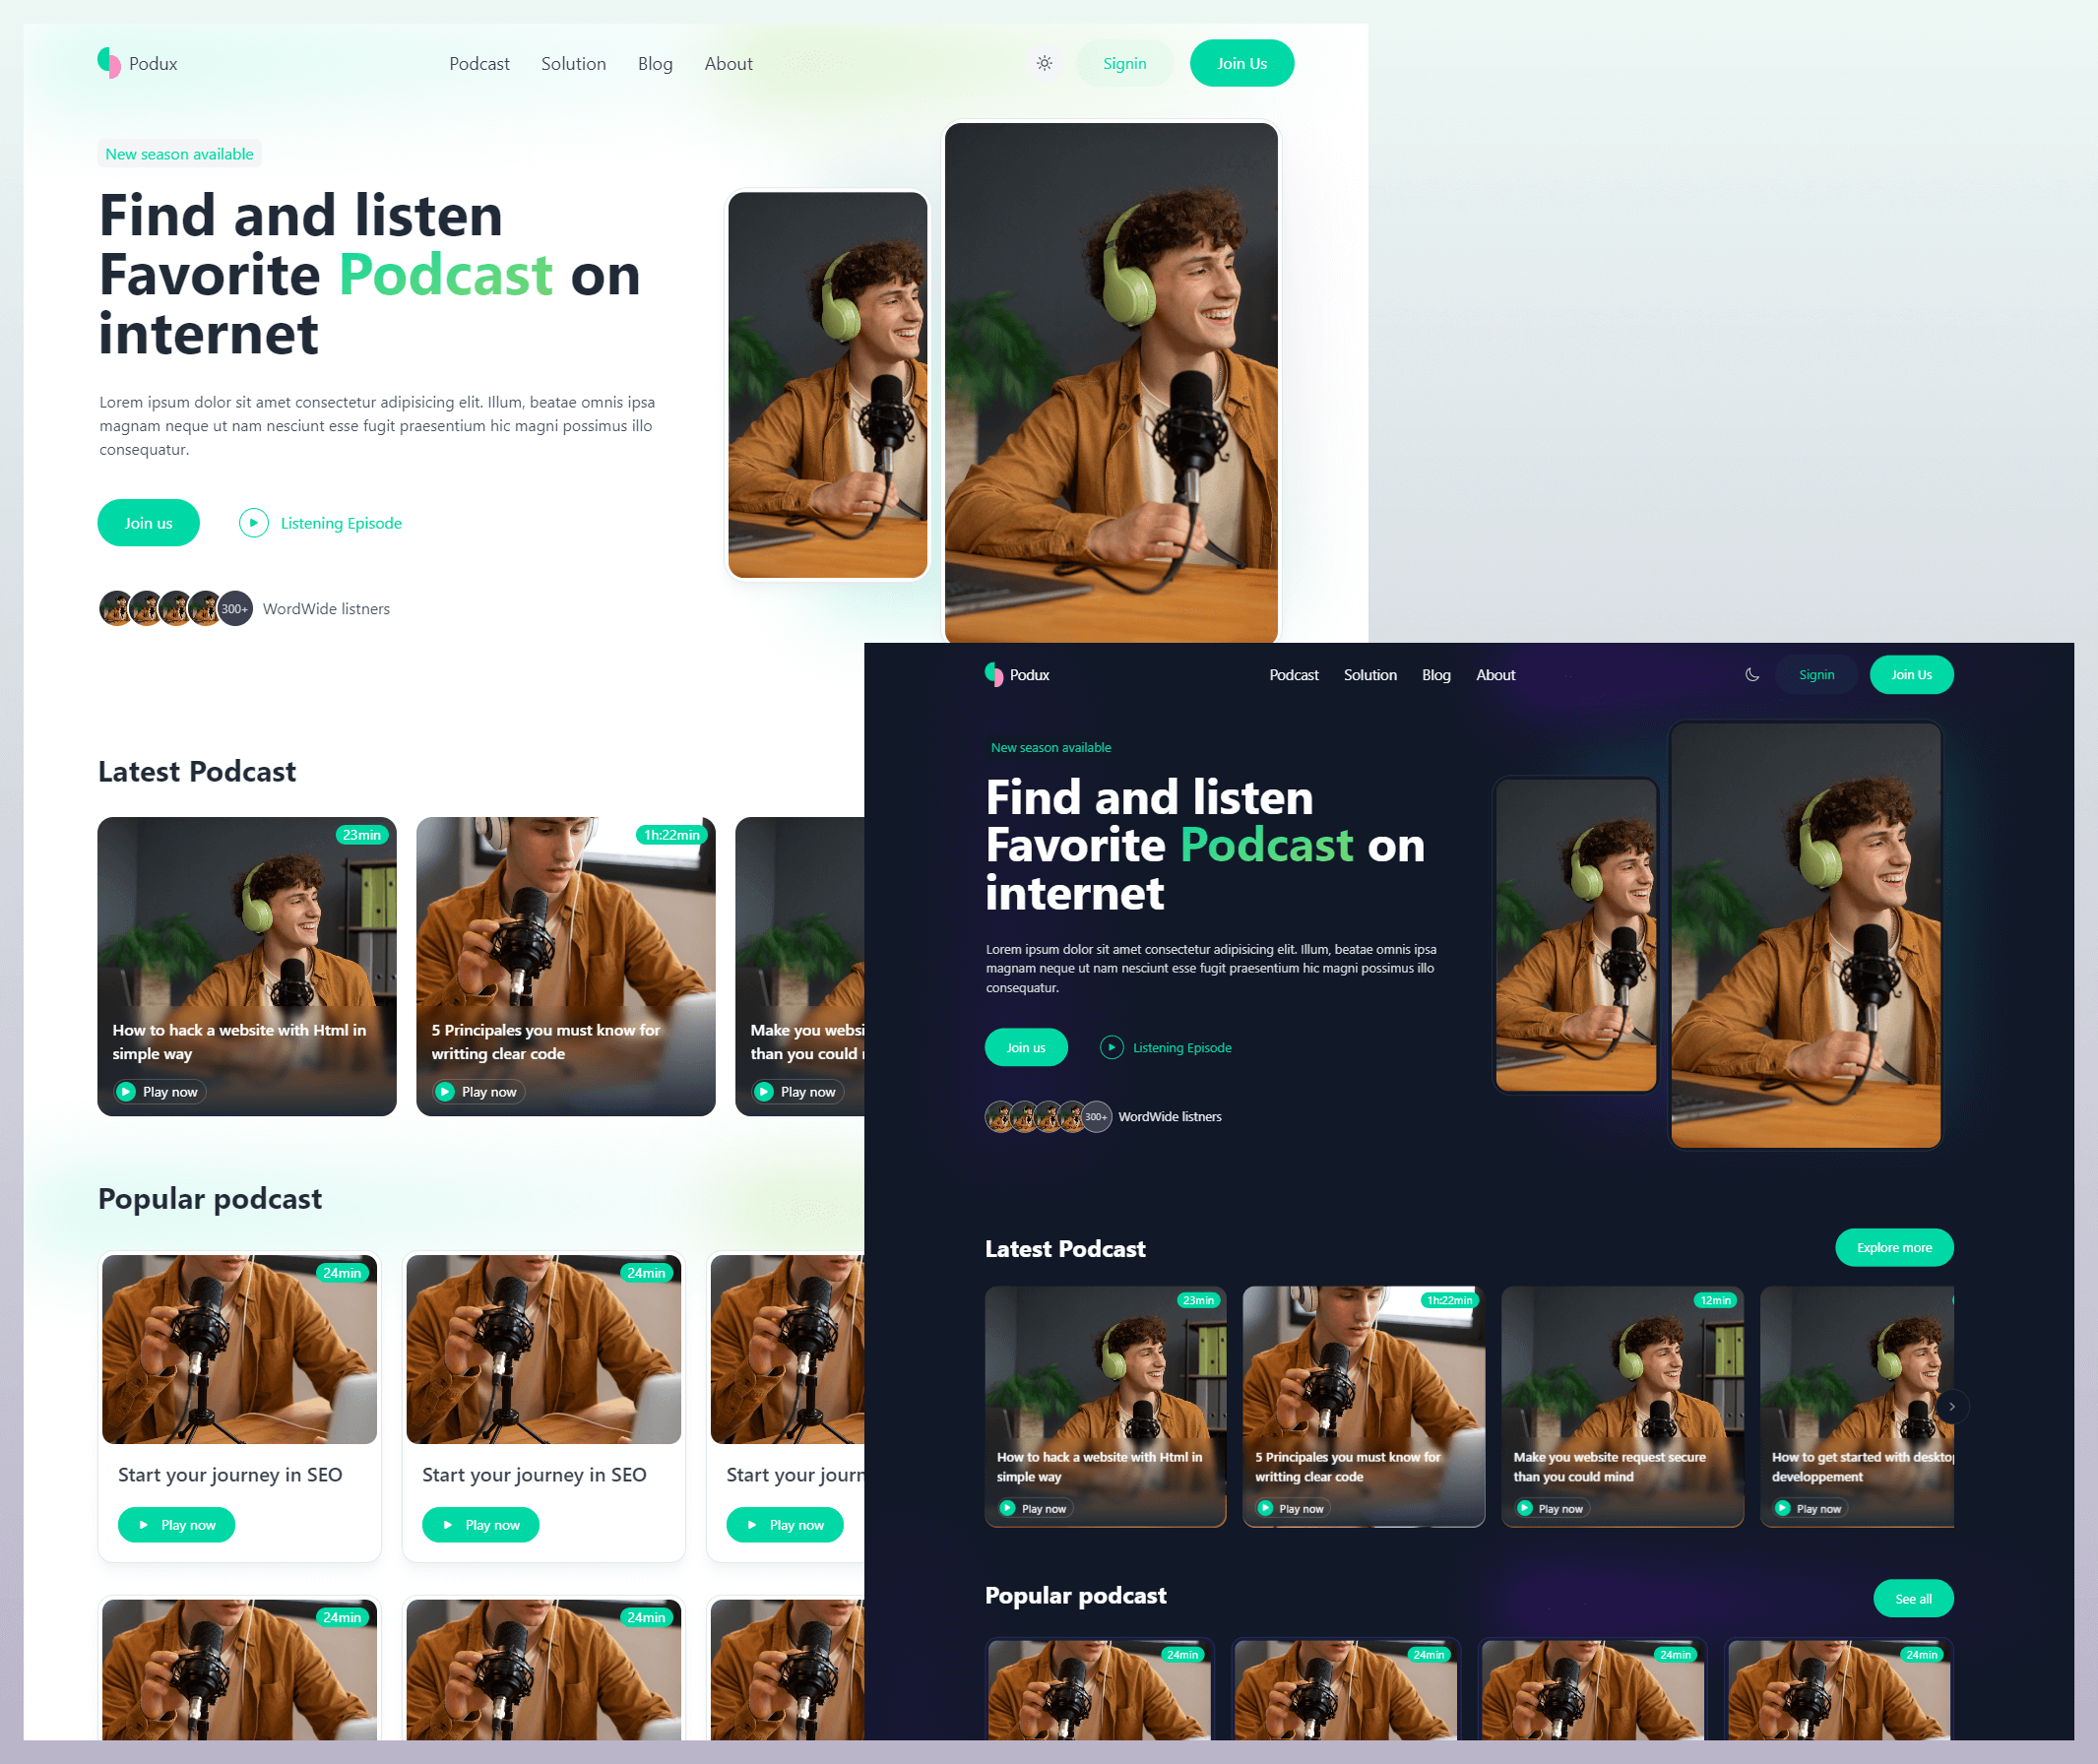 Podux
Podcast Solution Blog About
Signin
Join Us
New season available
Find and listen
Favorite Podcast on
internet
Lorem ipsum dolor sit amet consectetur adipisicing elit. Illum, beatae omnis ipsa
magnam neque ut nam nesciunt esse fugit praesentium hic magni possimus illo
consequatur.
Join us
Listening Episode
300+
WordWide listners
Latest Podcast
23min
How to hack a website with Html in
simple way
Play now
1h:22min
5 Principales you must know for
writting clear code
Play now
Make you websi
than you could
Play now
Popular podcast
24min
Start your journey in SEO
Play now
24min
Start your journey in SEO
Play now
Start your journ
Play now
24min
24min
Podux
Podcast Solution Blog About
Signin
Join Us
New season available
Find and listen
Favorite Podcast on
internet
Lorem ipsum dolor sit amet consectetur adipisicing elit. Illum, beatae omnis ipsa
magnam neque ut nam nesciunt esse fugit praesentium hic magni possimus illo
consequatur.
Join us
Listening Episode
300+
WordWide listners
Latest Podcast
Explore more
23min
How to hack a website with Html in
simple way
Play now
1h:22min
5 Principales you must know for
writting clear code
Play now
12min
Make you website request secure
than you could mind
Play now
How to get started with desktop
developpement
Play now
Popular podcast
See all
24min
24min
24min
24min